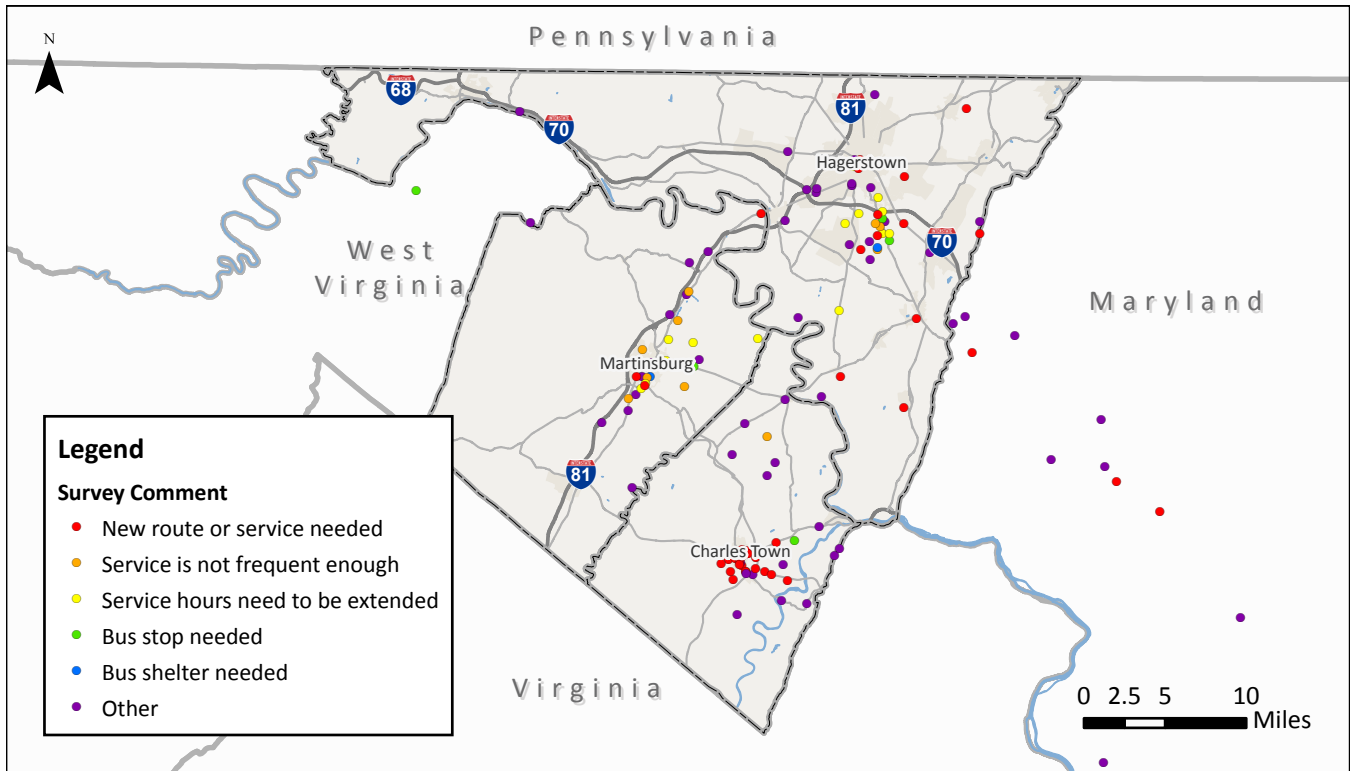 Pennsylvania
N
68
81
70
Hagerstown
70
West
Virginia
Maryland
Martinsburg
81
Charles Town
Virginia
Legend
Survey Comment
New route or service needed
Service is not frequent enough
Service hours need to be extended
Bus stop needed
Bus shelter needed
Other
0 2.5 5 10
Miles